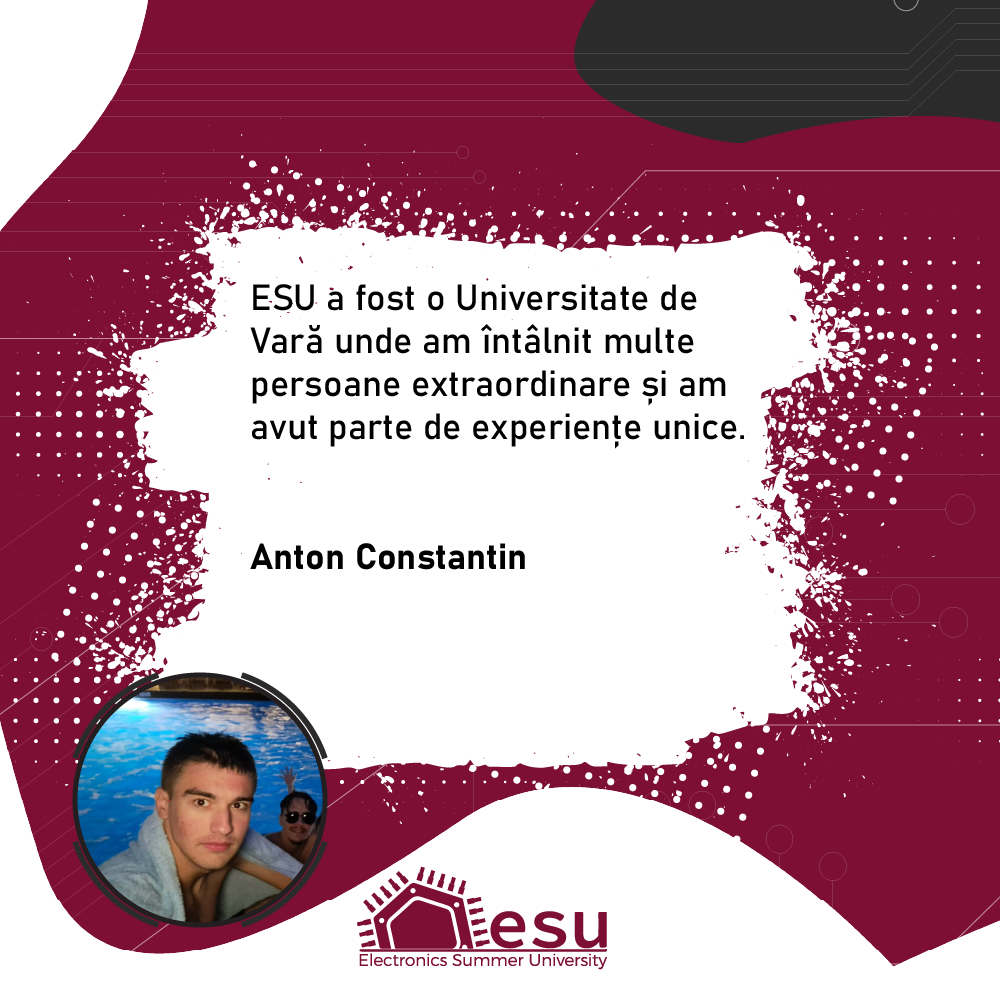 ESU a fost o Universitate de
Vară unde am întâlnit multe
persoane extraordinare și am
avut parte de experiențe unice.
Anton Constantin
esu
Electronics Summer University